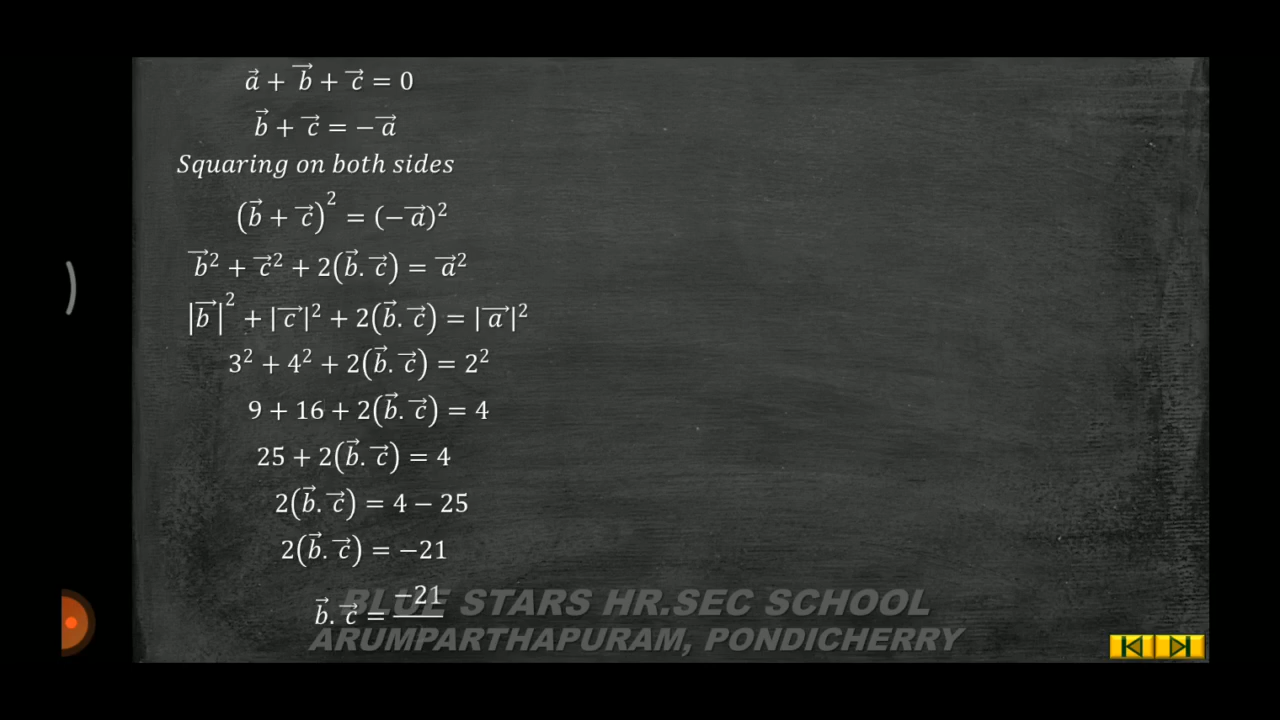 a⃗ + b⃗ + c⃗ = 0
b⃗ + c⃗ = −a⃗
Squaring on both sides
(b⃗ + c⃗)² = (−a⃗)²
b⃗² + c⃗² + 2(b⃗. c⃗) = a⃗²
|b⃗|² + |c⃗|² + 2(b⃗. c⃗) = |a⃗|²
3² + 4² + 2(b⃗. c⃗) = 2²
9 + 16 + 2(b⃗. c⃗) = 4
25 + 2(b⃗. c⃗) = 4
2(b⃗. c⃗) = 4 − 25
2(b⃗. c⃗) = −21
b⃗. c⃗ = −21/
BLUE STARS HR.SEC SCHOOL
ARUMPARTHAPURAM, PONDICHERRY